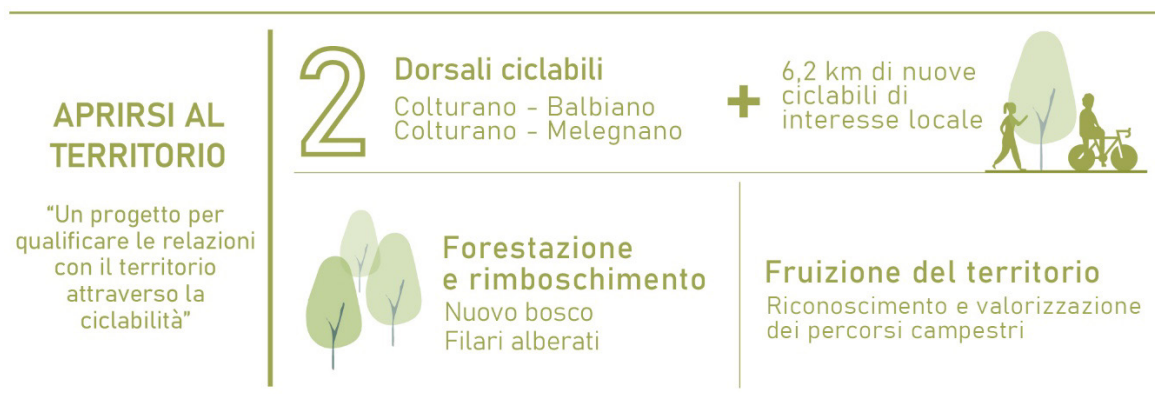 APRIRSI AL
TERRITORIO
“Un progetto per
qualificare le relazioni
con il territorio
attraverso la
ciclabilità”
2
Dorsali ciclabili
Colturano - Balbiano
Colturano - Melegnano
+
6,2 km di nuove
ciclabili di
interesse locale
Forestazione
e rimboschimento
Nuovo bosco
Filari alberati
Fruizione del territorio
Riconoscimento e valorizzazione
dei percorsi campestri